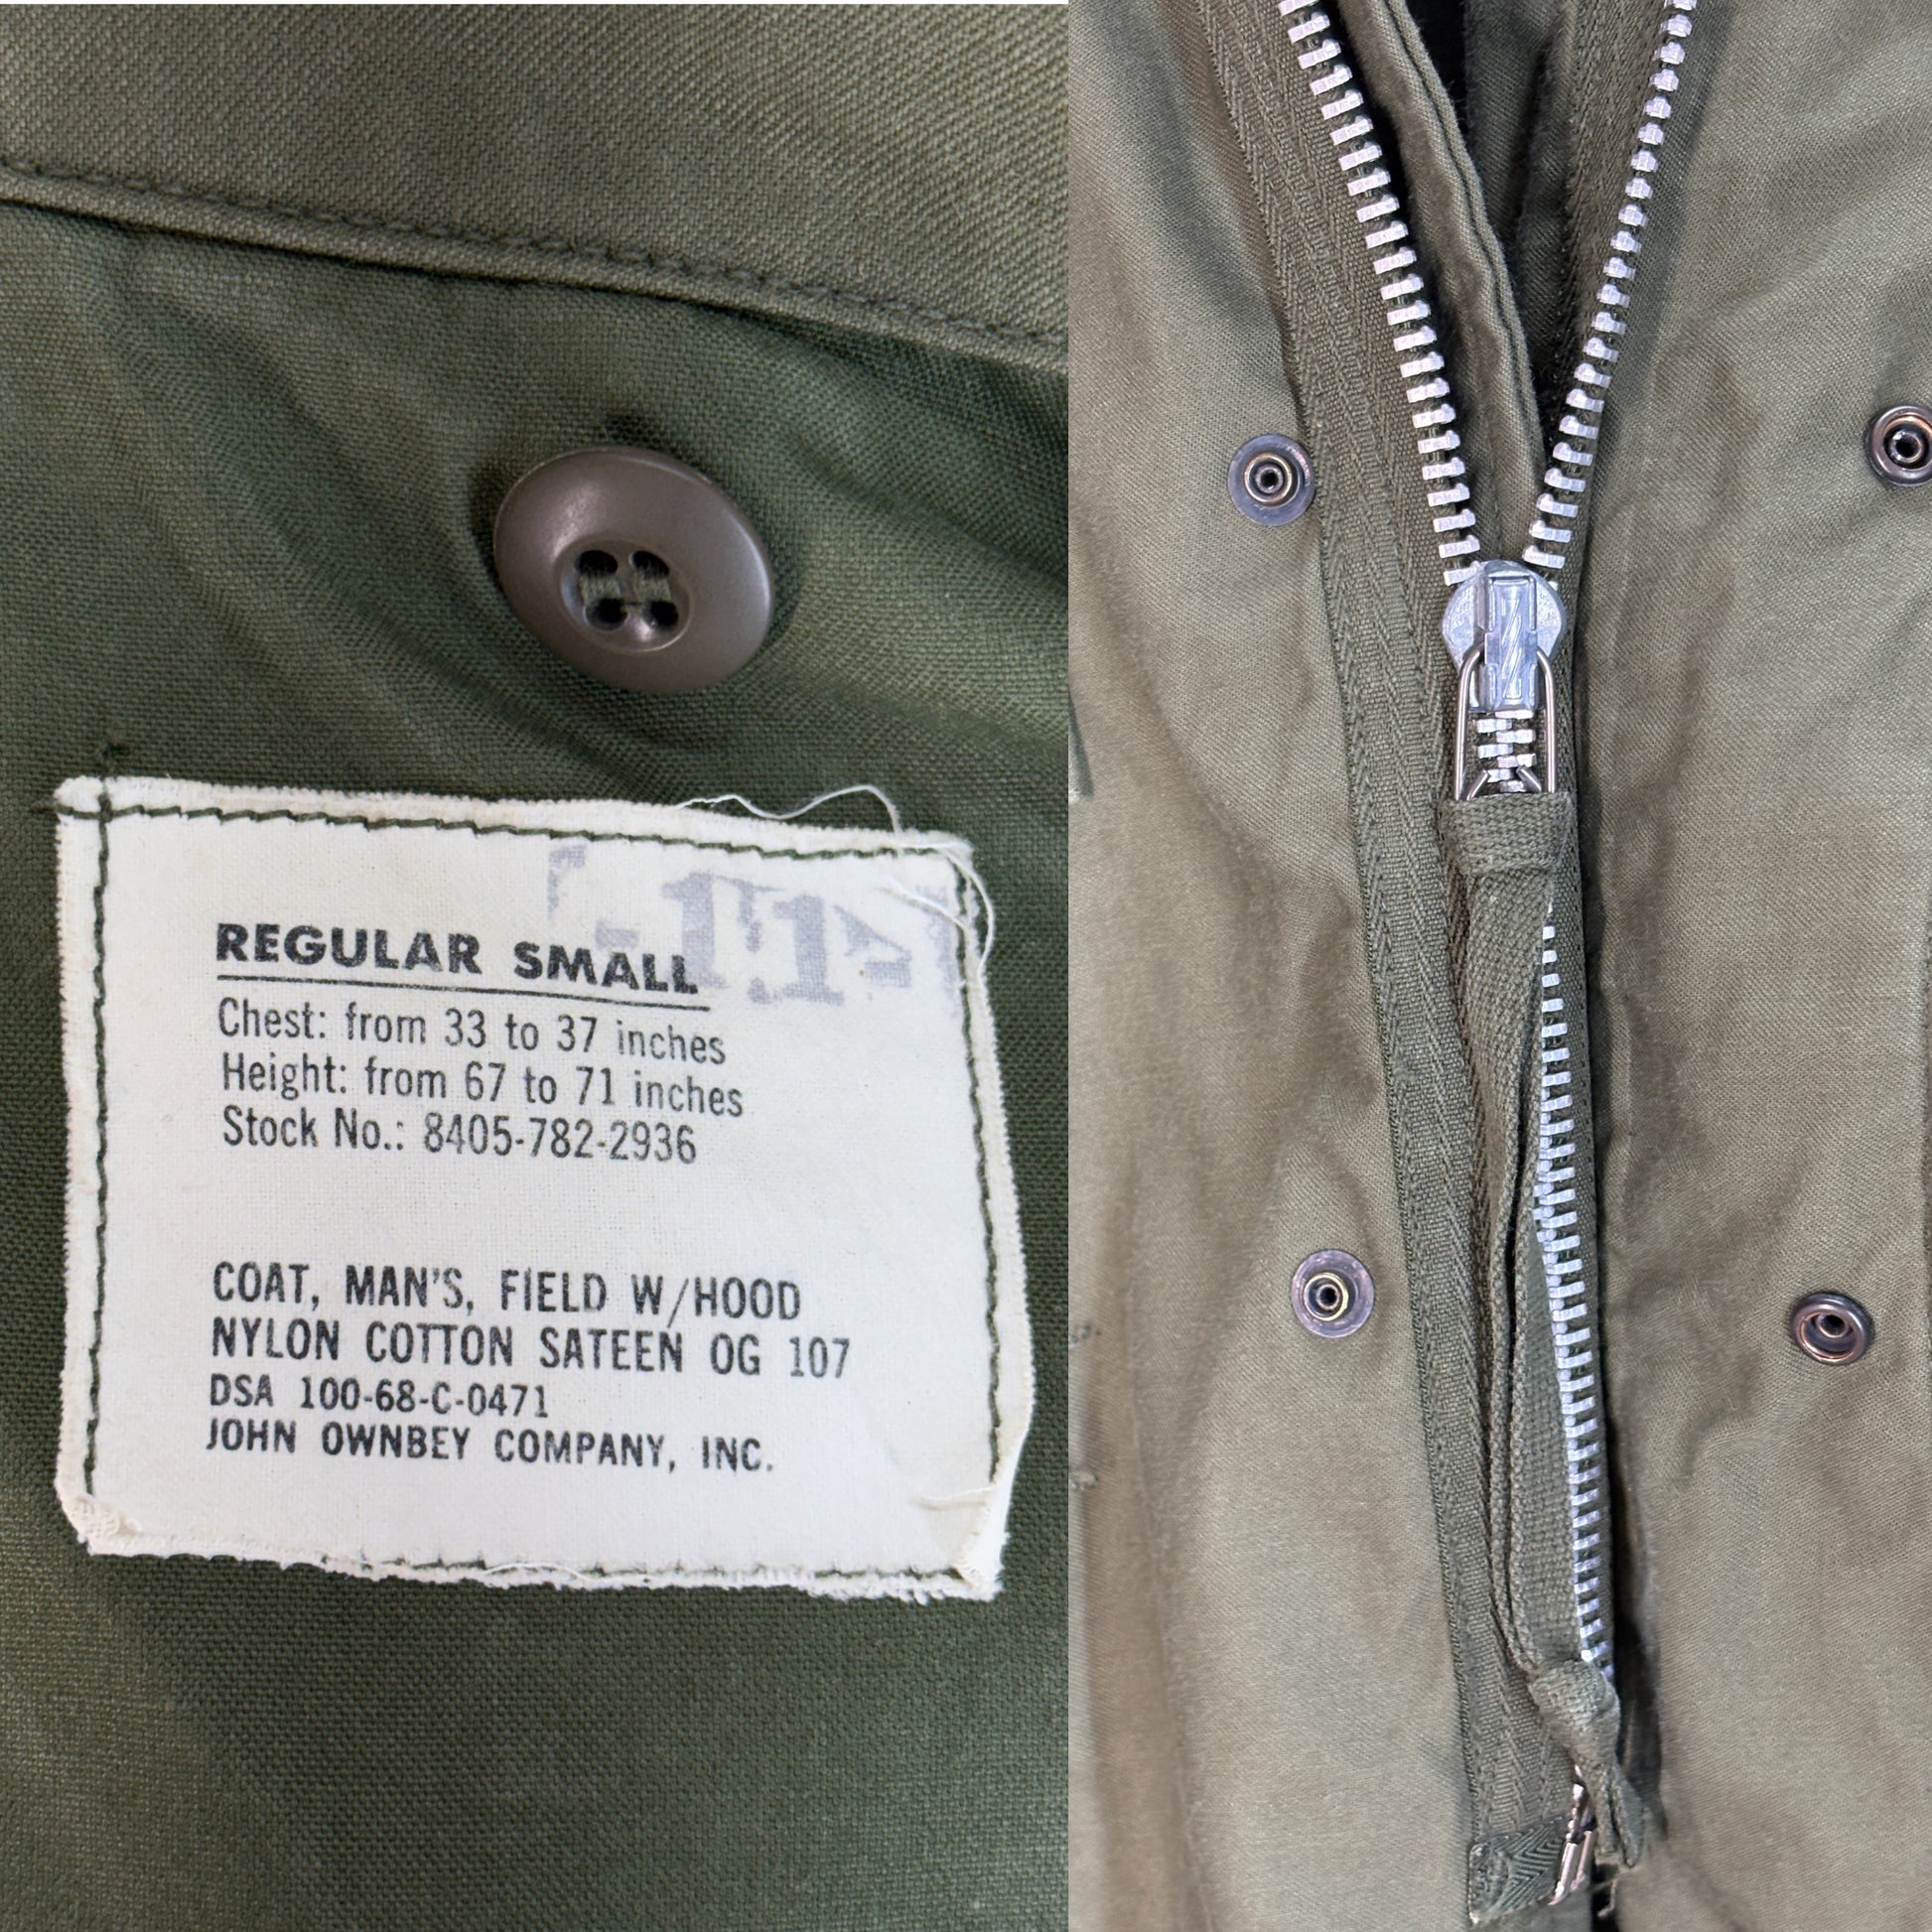 REGULAR SMALL
Chest: from 33 to 37 inches
Height: from 67 to 71 inches
Stock No.: 8405-782-2936
COAT, MAN'S, FIELD W/HOOD
NYLON COTTON SATEEN OG 107
DSA 100-68-C-0471
JOHN OWNBEY COMPANY, INC.